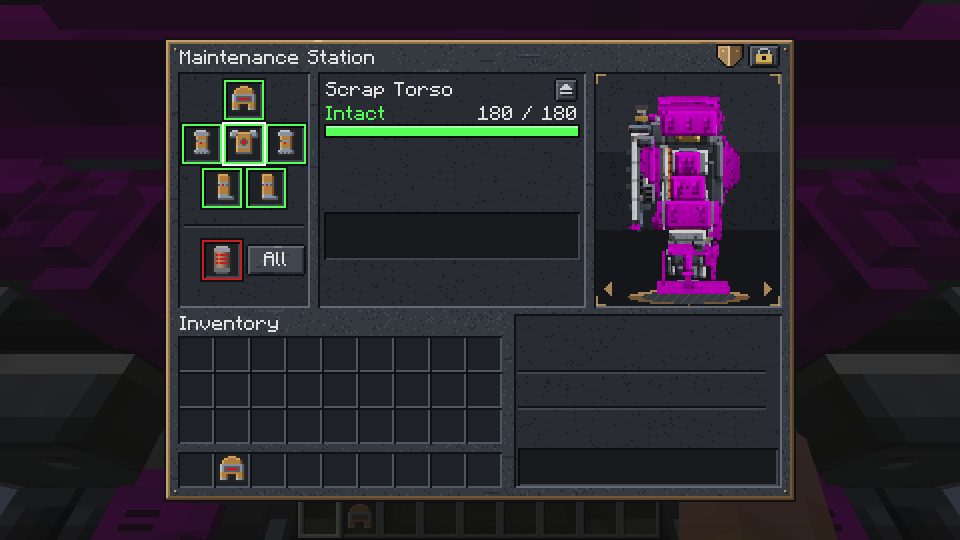 Maintenance Station
Scrap Torso
Intact 180 / 180
All
Inventory